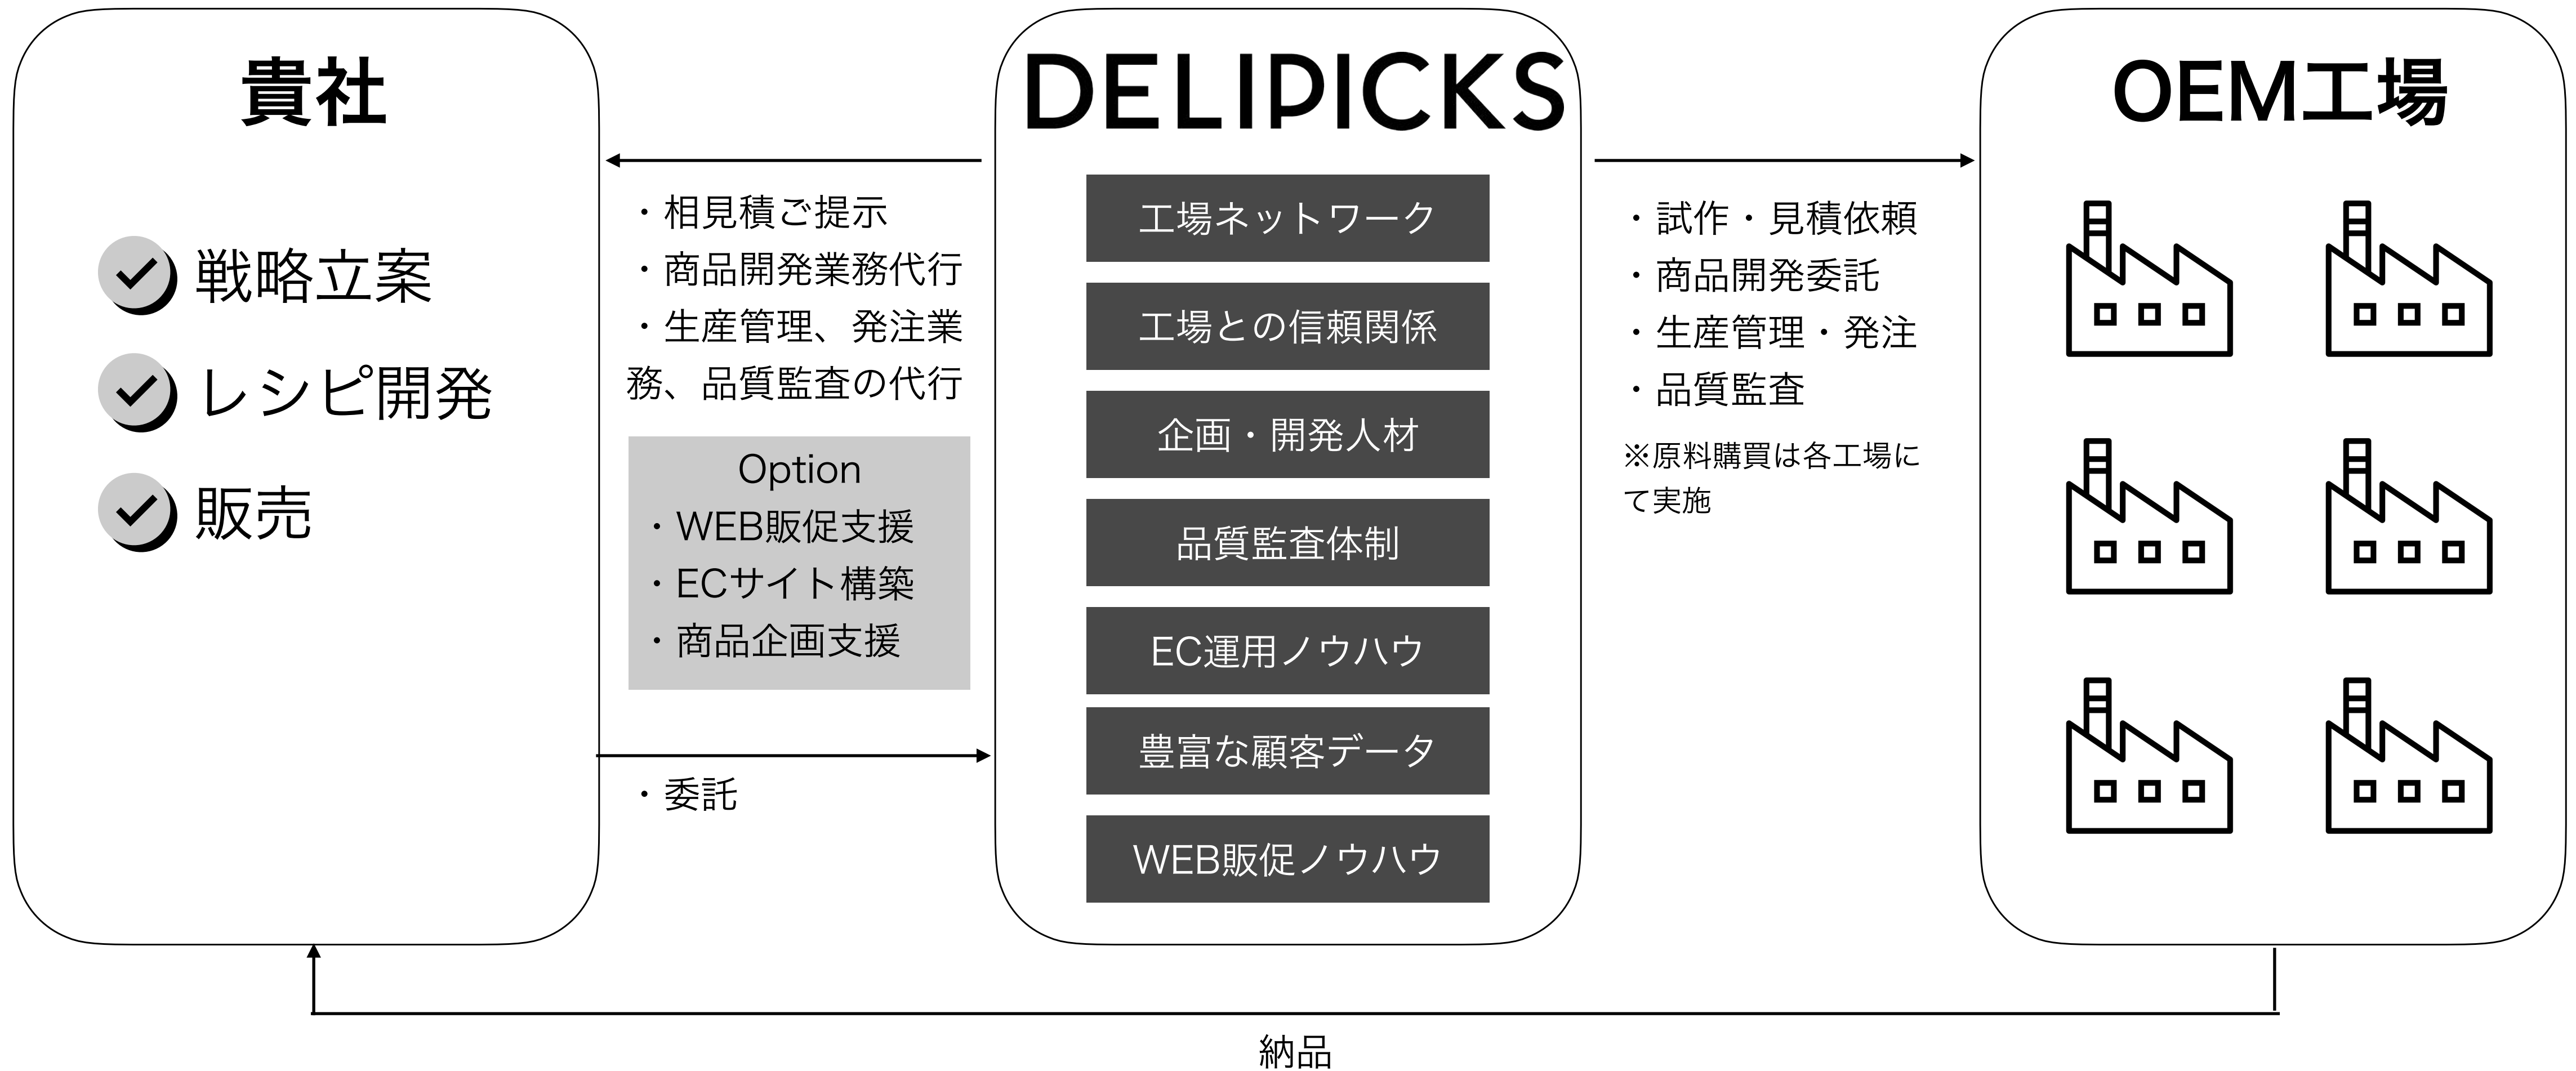 貴社
戦略立案
レシピ開発
販売
・相見積ご提示
・商品開発業務代行
・生産管理、発注業
務、品質監査の代行
Option
・WEB販促支援
・ECサイト構築
・商品企画支援
・委託
DELIPICKS
工場ネットワーク
工場との信頼関係
企画・開発人材
品質監査体制
EC運用ノウハウ
豊富な顧客データ
WEB販促ノウハウ
・試作・見積依頼
・商品開発委託
・生産管理・発注
・品質監査
※原料購買は各工場に
て実施
OEM工場
納品